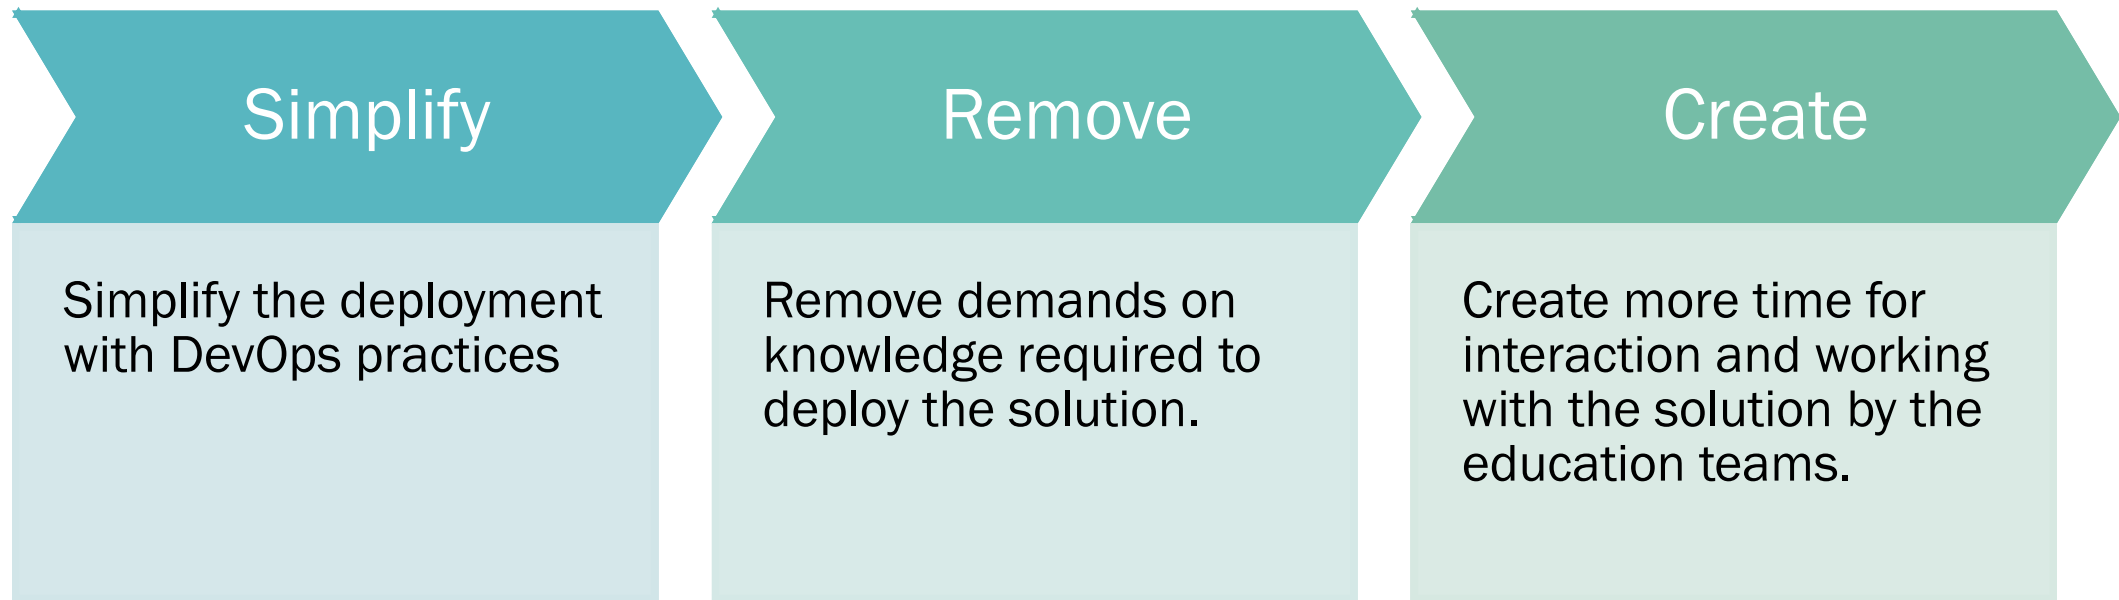 Simplify
Simplify the deployment
with DevOps practices
Remove
Remove demands on
knowledge required to
deploy the solution.
Create
Create more time for
interaction and working
with the solution by the
education teams.